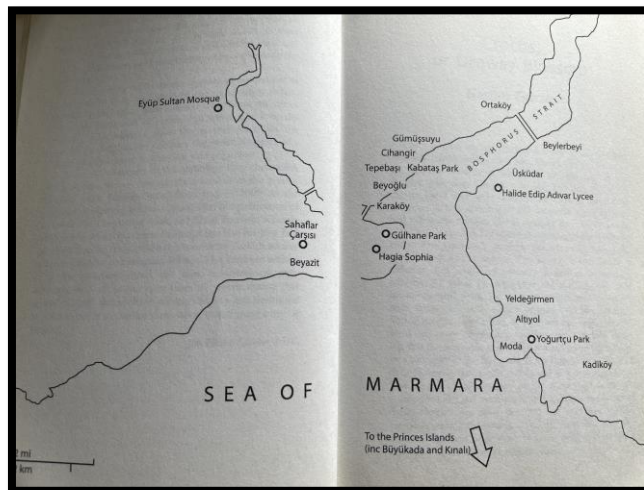 Eyüp Sultan Mosque
Sahaflar
Çarşısı
Beyazit
Ortaköy
BOSPHORUS STRAIT
Gümüşsuyu
Cihangir
Tepebaşı
Kabataş Park
Beyoğlu
Karaköy
Gülhane Park
Hagia Sophia
Beylerbeyi
Üsküdar
Halide Edip Adıvar Lycee
Yeldeğirmen
Altıyol
Moda
Yoğurtçu Park
Kadiköy
SEA OF MARMARA
To the Princes Islands
(inc Büyükada and Kınalı)
mi
km